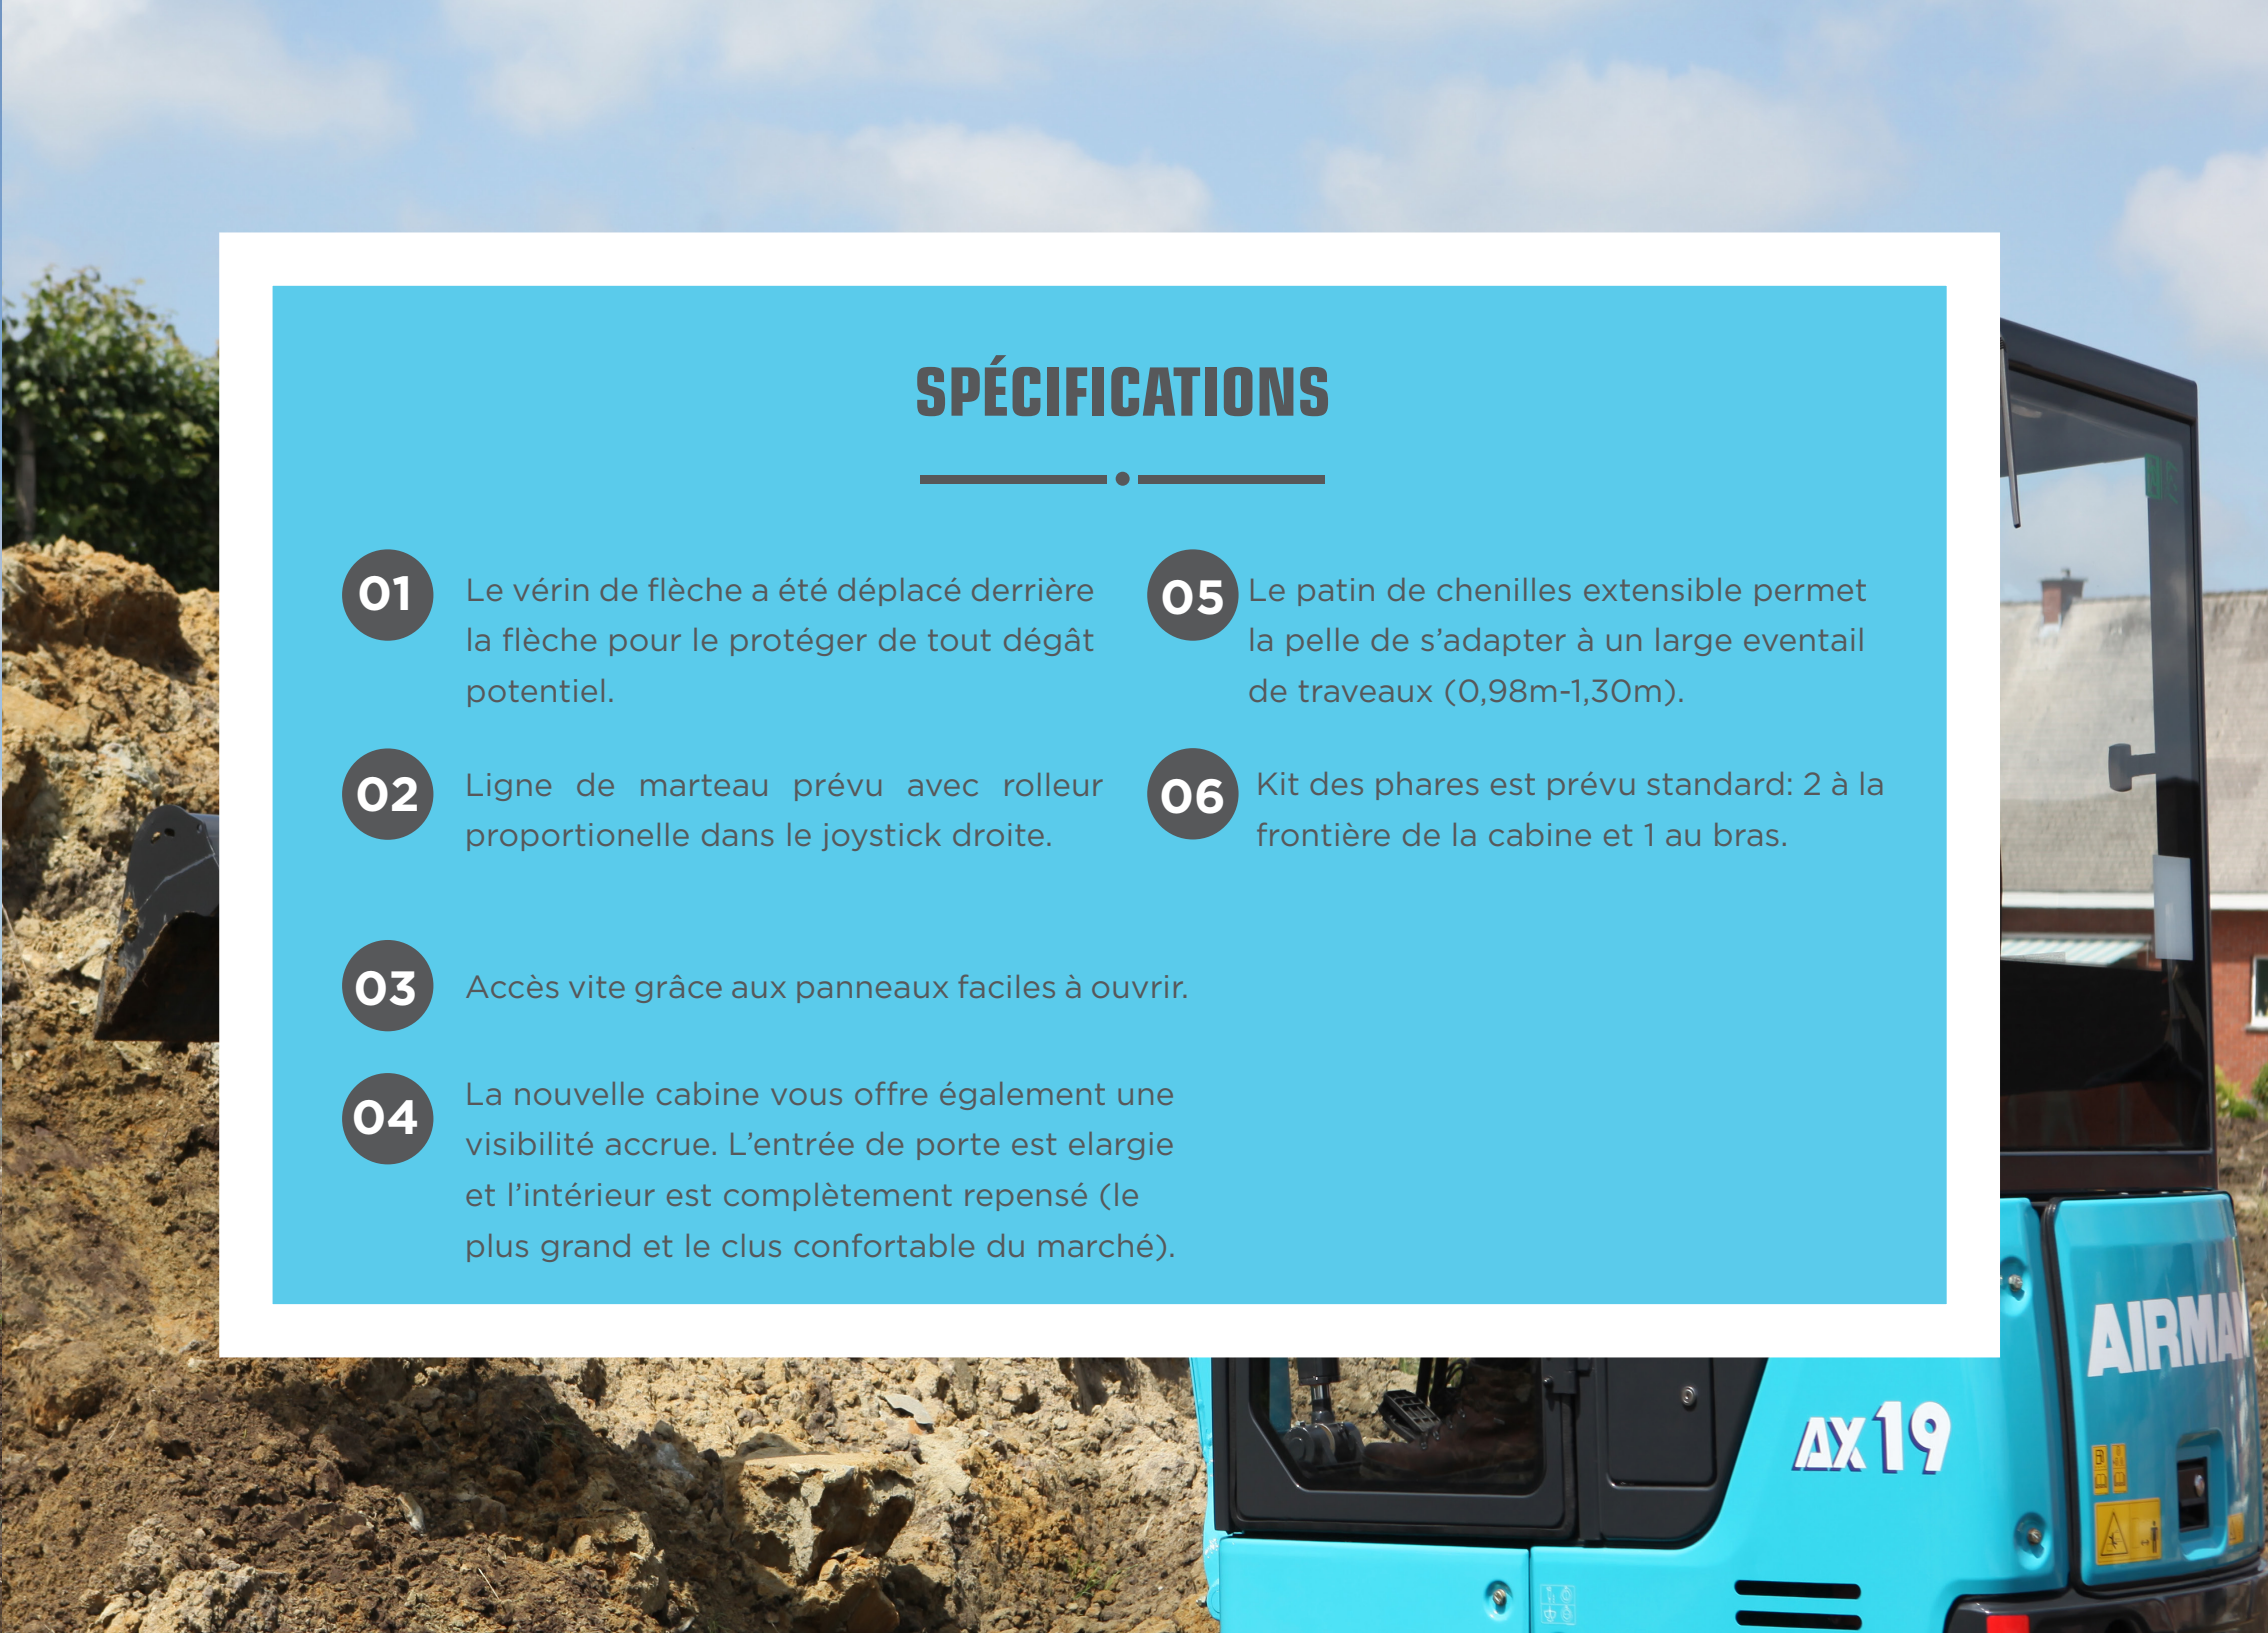 SPÉCIFICATIONS
01
Le vérin de flèche a été déplacé derrière
la flèche pour le protéger de tout dégât
potentiel.
02
Ligne de marteau prévu avec rolleur
proportionelle dans le joystick droite.
03
Accès vite grâce aux panneaux faciles à ouvrir.
04
La nouvelle cabine vous offre également une
visibilité accrue. L’entrée de porte est elargie
et l’intérieur est complètement repensé (le
plus grand et le clus confortable du marché).
05
Le patin de chenilles extensible permet
la pelle de s’adapter à un large eventail
de traveaux (0,98m-1,30m).
06
Kit des phares est prévu standard: 2 à la
frontière de la cabine et 1 au bras.
AIRMAN
AX19